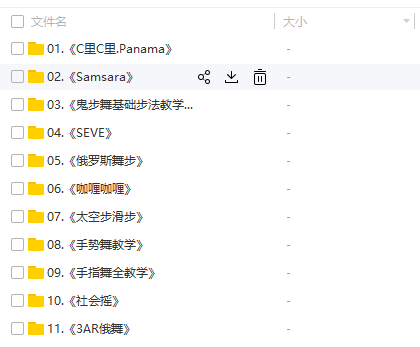 文件名 大小
01.《C里C里.Panama》 -
02.《Samsara》 -
03.《鬼步舞基础步法教学... -
04.《SEVE》 -
05.《俄罗斯舞步》 -
06.《咖喱咖喱》 -
07.《太空步滑步》 -
08.《手势舞教学》 -
09.《手指舞全教学》 -
10.《社会摇》 -
11.《3AR俄舞》 -